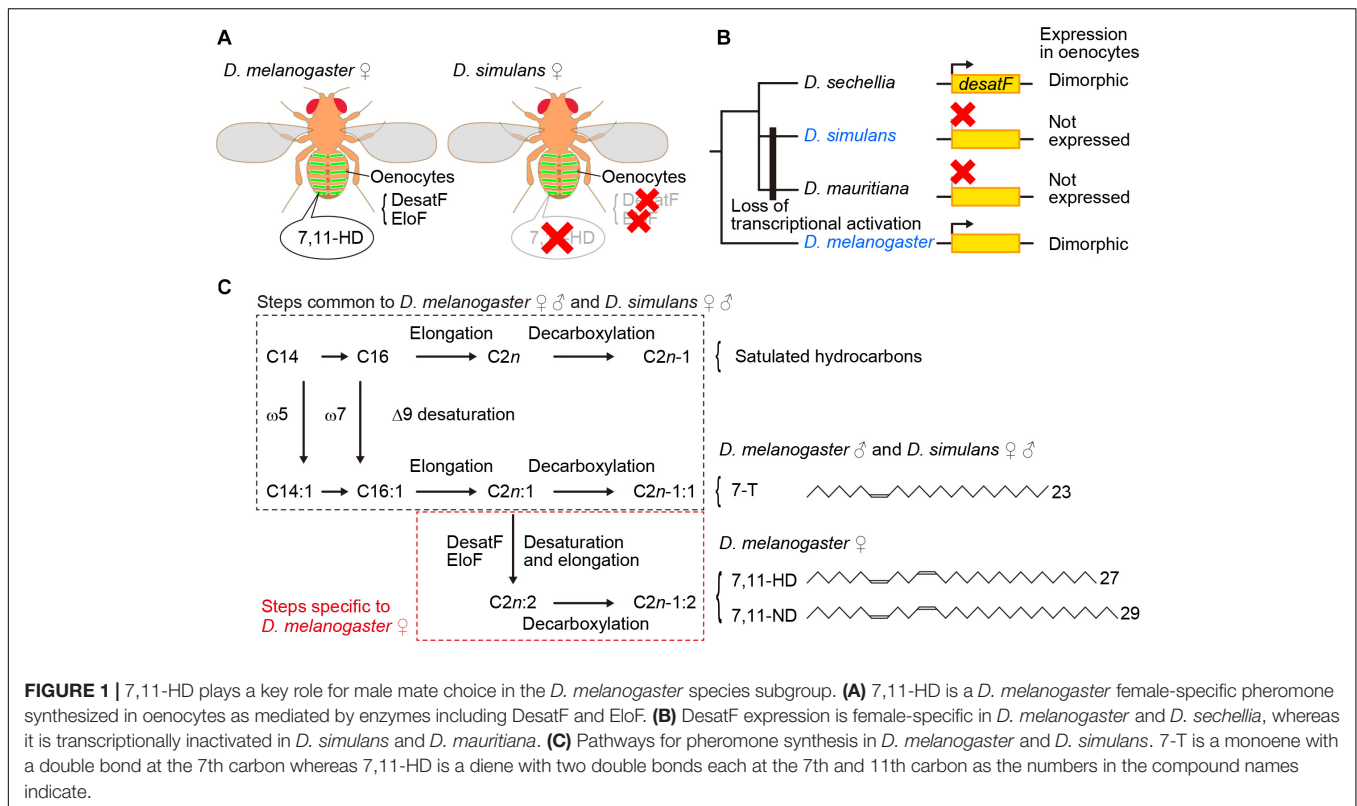 A
D. melanogaster ♀
D. simulans ♀
Oenocytes
DesatF
EloF
7,11-HD
Oenocytes
DesatF
EloF
7,11-HD
B
Expression
in oenocytes
D. sechellia
desatF
Dimorphic
D. simulans
Not
expressed
D. mauritiana
Not
expressed
Loss of
transcriptional activation
D. melanogaster
Dimorphic
C
Steps common to D. melanogaster ♀ ♂ and D. simulans ♀ ♂
Elongation Decarboxylation
C14 C16 C2n C2n-1 { Satulated hydrocarbons
ω5 ω7 Δ9 desaturation
D. melanogaster ♂ and D. simulans ♀ ♂
Elongation Decarboxylation
C14:1 C16:1 C2n:1 C2n-1:1 { 7-T 23
DesatF Desaturation
EloF and elongation
D. melanogaster ♀
7,11-HD 27
C2n:2 C2n-1:2
7,11-ND 29
Decarboxylation
Steps specific to
D. melanogaster ♀
FIGURE 1 | 7,11-HD plays a key role for male mate choice in the D. melanogaster species subgroup. (A) 7,11-HD is a D. melanogaster female-specific pheromone
synthesized in oenocytes as mediated by enzymes including DesatF and EloF. (B) DesatF expression is female-specific in D. melanogaster and D. sechellia, whereas
it is transcriptionally inactivated in D. simulans and D. mauritiana. (C) Pathways for pheromone synthesis in D. melanogaster and D. simulans. 7-T is a monoene with
a double bond at the 7th carbon whereas 7,11-HD is a diene with two double bonds each at the 7th and 11th carbon as the numbers in the compound names
indicate.